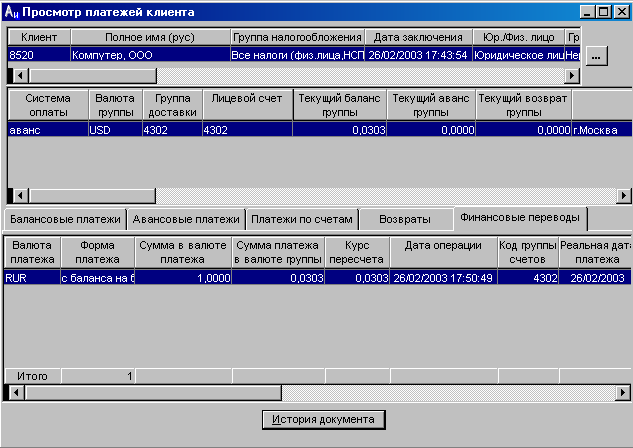 Просмотр платежей клиента
Клиент Полное имя (рус) Группа налогообложения Дата заключения Юр./Физ. лицо Гр
8520 Компутер, ООО Все налоги (физ.лица,НСП 26/02/2003 17:43:54 Юридическое лиц Нек
...
Система оплаты Валюта группы Группа доставки Лицевой счет Текущий баланс группы Текущий аванс группы Текущий возврат группы
аванс USD 4302 4302 0,0303 0,0000 0,0000 г.Москва
Балансовые платежи Авансовые платежи Платежи по счетам Возвраты Финансовые переводы
Валюта платежа Форма платежа Сумма в валюте платежа Сумма платежа в валюте группы Курс пересчета Дата операции Код группы счетов Реальная дата платежа
RUR с баланса на б 1,0000 0,0303 0,0303 26/02/2003 17:50:49 4302 26/02/2003
Итого 1
История документа